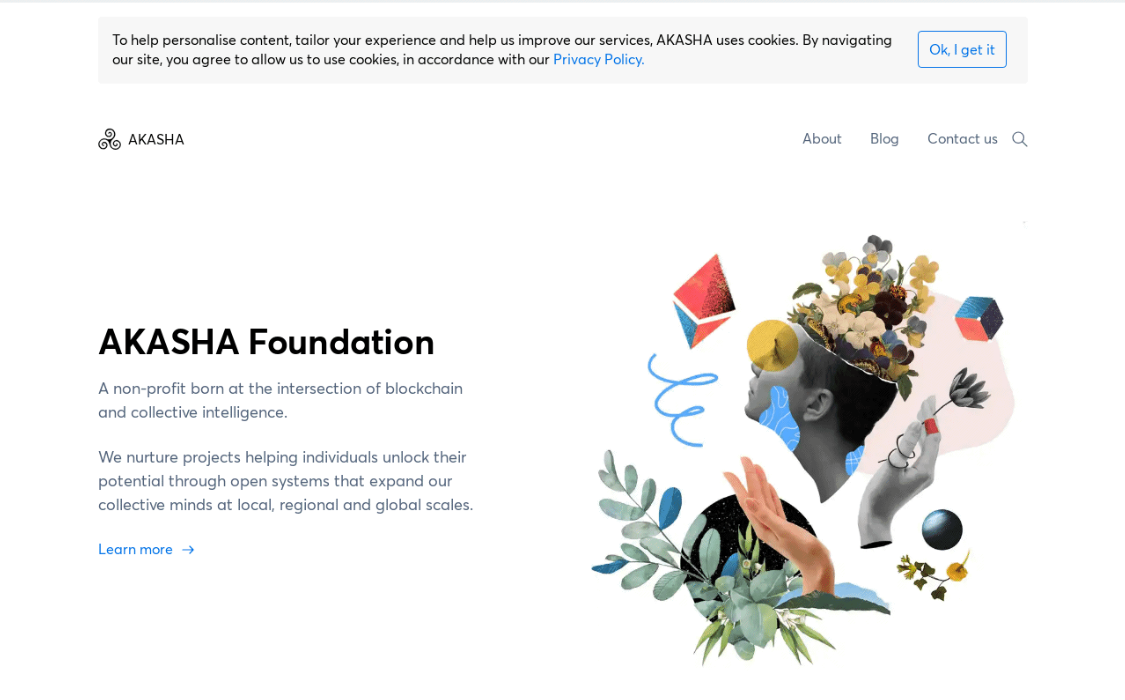 To help personalise content, tailor your experience and help us improve our services, AKASHA uses cookies. By navigating
our site, you agree to allow us to use cookies, in accordance with our Privacy Policy.
Ok, I get it
AKASHA
About
Blog
Contact us
AKASHA Foundation
A non-profit born at the intersection of blockchain
and collective intelligence.
We nurture projects helping individuals unlock their
potential through open systems that expand our
collective minds at local, regional and global scales.
Learn more